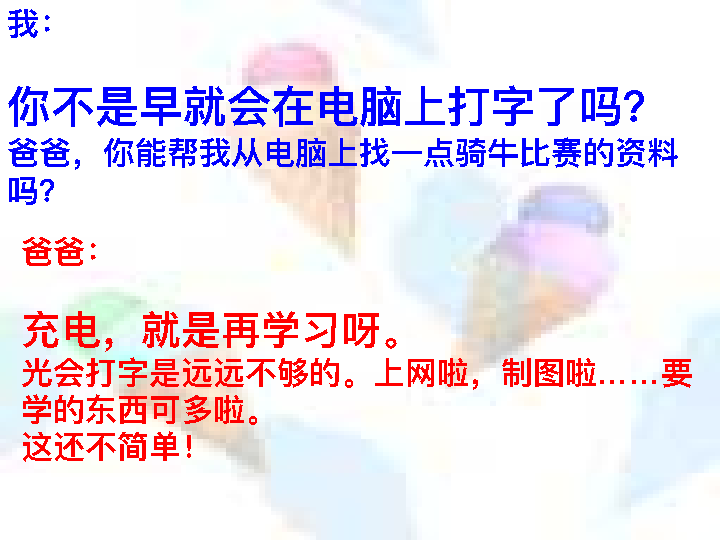 我：
你不是早就会在电脑上打字了吗？
爸爸，你能帮我从电脑上找一点骑牛比赛的资料
吗？
爸爸：
充电，就是再学习呀。
光会打字是远远不够的。上网啦，制图啦……要
学的东西可多啦。
这还不简单！